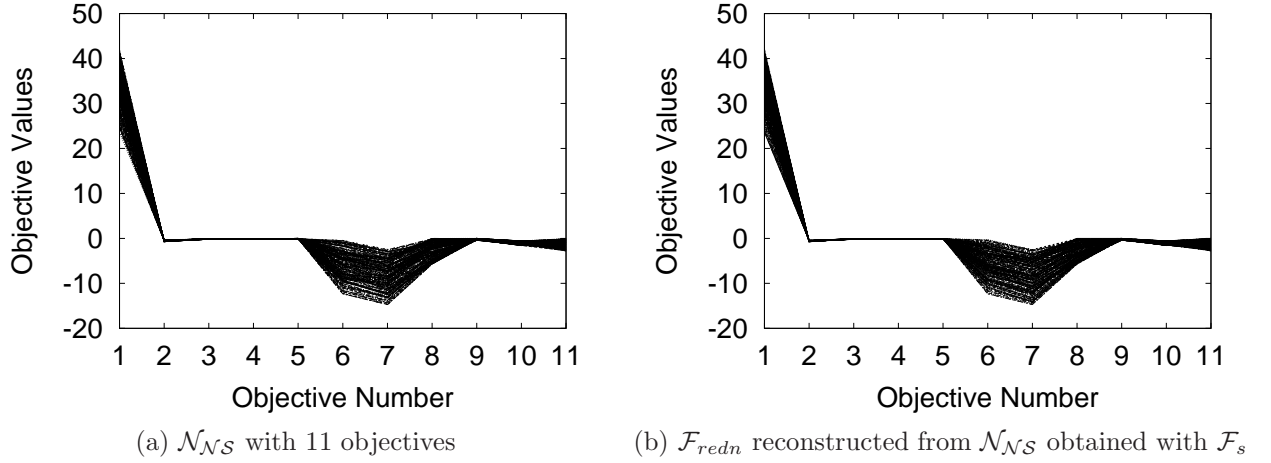 Objective Values
50
40
30
20
10
0
-10
-20
1 2 3 4 5 6 7 8 9 10 11
Objective Number
(a) 𝒩𝒩𝒮 with 11 objectives
Objective Values
50
40
30
20
10
0
-10
-20
1 2 3 4 5 6 7 8 9 10 11
Objective Number
(b) ℱredn reconstructed from 𝒩𝒩𝒮 obtained with ℱs